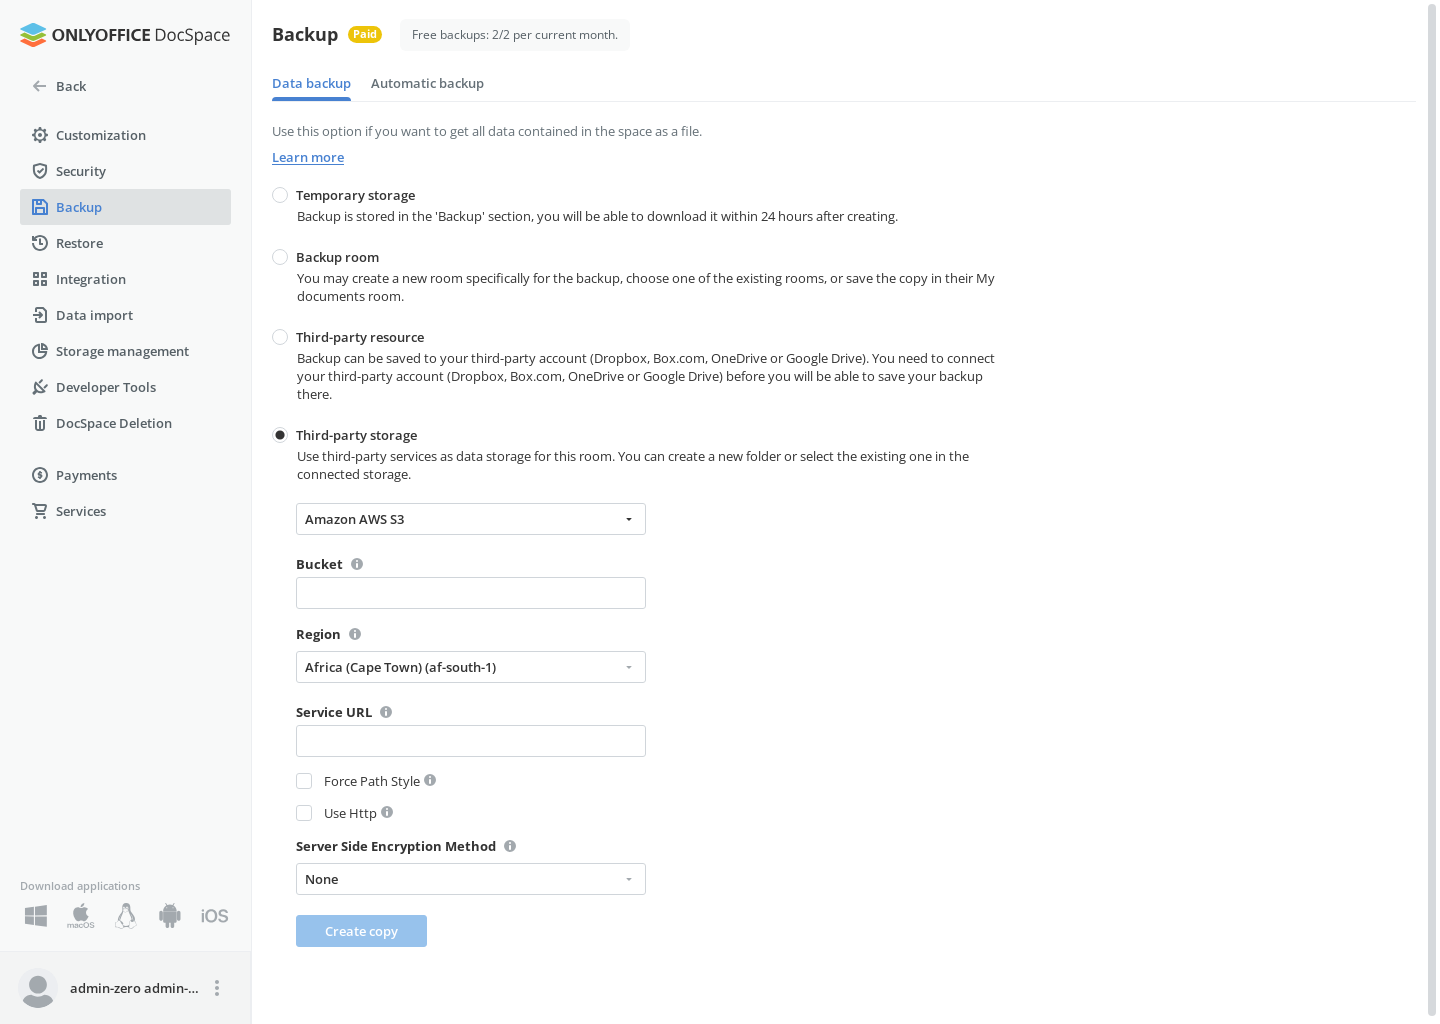 ONLYOFFICE DocSpace
Back
Customization
Security
Backup
Restore
Integration
Data import
Storage management
Developer Tools
DocSpace Deletion
Payments
Services
Download applications
macOS
iOS
admin-zero admin-...
Backup
Paid
Free backups: 2/2 per current month.
Data backup
Automatic backup
Use this option if you want to get all data contained in the space as a file.
Learn more
Temporary storage
Backup is stored in the 'Backup' section, you will be able to download it within 24 hours after creating.
Backup room
You may create a new room specifically for the backup, choose one of the existing rooms, or save the copy in their My
documents room.
Third-party resource
Backup can be saved to your third-party account (Dropbox, Box.com, OneDrive or Google Drive). You need to connect
your third-party account (Dropbox, Box.com, OneDrive or Google Drive) before you will be able to save your backup
there.
Third-party storage
Use third-party services as data storage for this room. You can create a new folder or select the existing one in the
connected storage.
Amazon AWS S3
Bucket
Region
Africa (Cape Town) (af-south-1)
Service URL
Force Path Style
Use Http
Server Side Encryption Method
None
Create copy